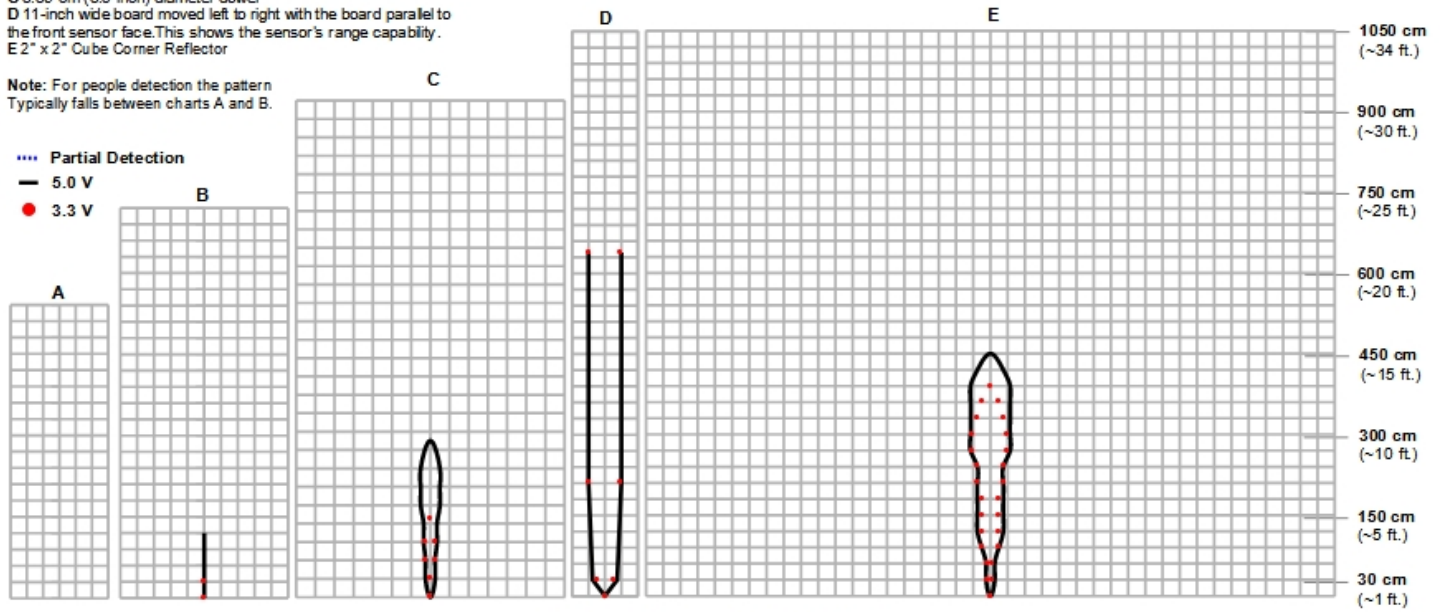 D 11-inch wide board moved left to right with the board parallel to
the front sensor face.This shows the sensor's range capability.
E 2" x 2" Cube Corner Reflector
Note: For people detection the pattern
Typically falls between charts A and B.
Partial Detection
5.0 V
3.3 V
A
B
C
D
E
1050 cm
(~34 ft.)
900 cm
(~30 ft.)
750 cm
(~25 ft.)
600 cm
(~20 ft.)
450 cm
(~15 ft.)
300 cm
(~10 ft.)
150 cm
(~5 ft.)
30 cm
(~1 ft.)